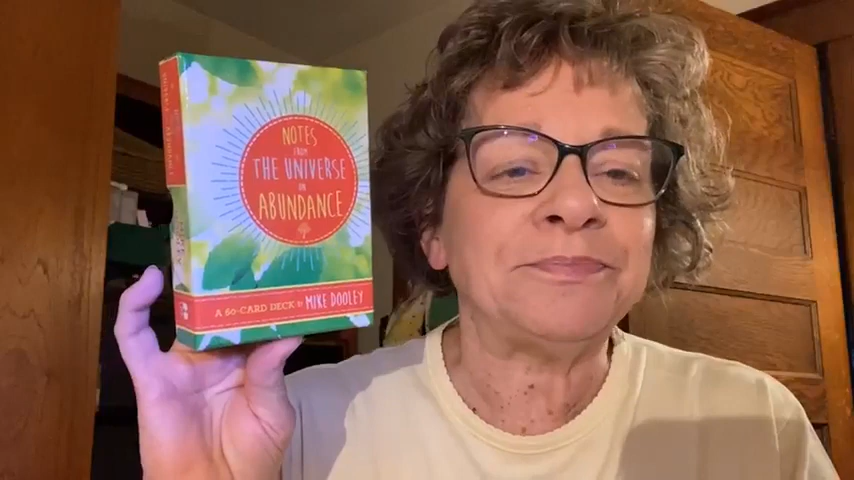 NOTES
FROM
THE UNIVERSE
ON
ABUNDANCE
A 60-CARD DECK BY MIKE DOOLEY